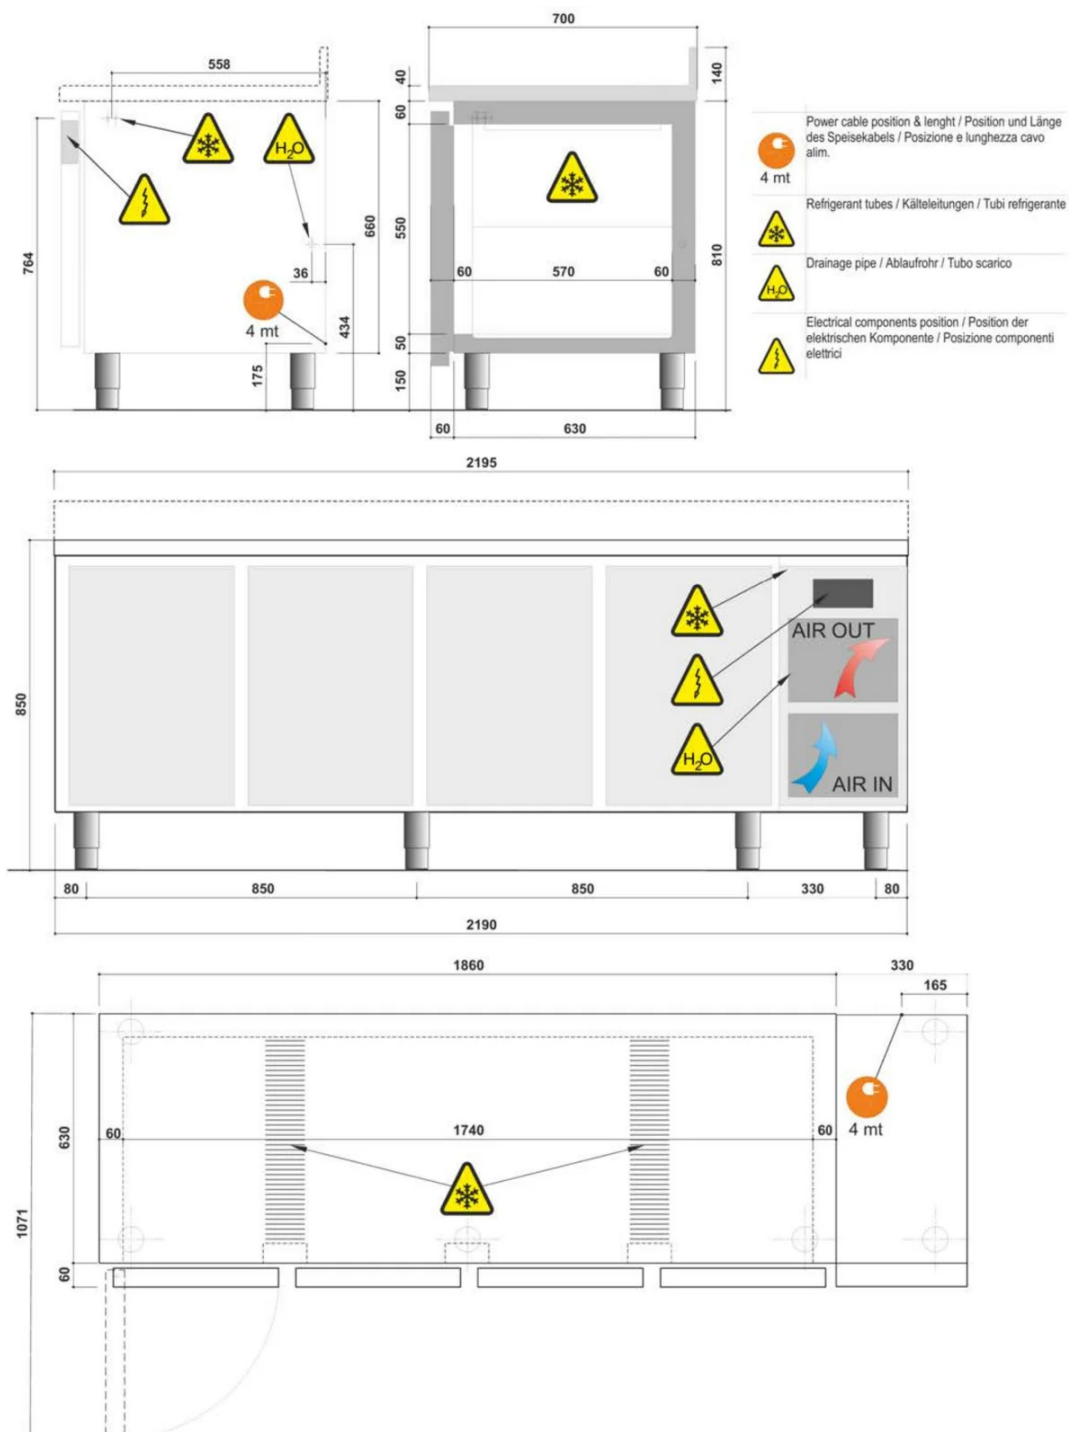 700
558
40
140
60
H₂O
764
660
550
810
60
570
60
36
434
4 mt
50
175
150
60
630
Power cable position & lenght / Position und Länge
des Speisekabels / Posizione e lunghezza cavo
alim.
4 mt
Refrigerant tubes / Kälteleitungen / Tubi refrigerante
Drainage pipe / Ablaufrohr / Tubo scarico
H₂O
Electrical components position / Position der
elektrischen Komponente / Posizione componenti
elettrici
2195
850
AIR OUT
H₂O
AIR IN
80
850
850
330
80
2190
1860
330
165
630
60
1740
60
4 mt
1071
60